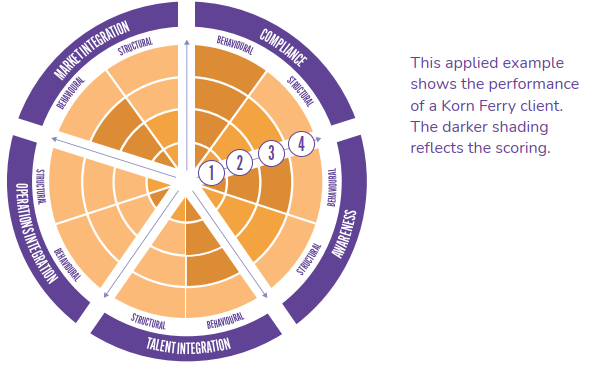 MARKET INTEGRATION
STRUCTURAL
BEHAVIOURAL
COMPLIANCE
BEHAVIOURAL
STRUCTURAL
AWARENESS
BEHAVIOURAL
STRUCTURAL
TALENT INTEGRATION
STRUCTURAL
BEHAVIOURAL
OPERATIONS INTEGRATION
STRUCTURAL
BEHAVIOURAL
1
2
3
4
This applied example
shows the performance
of a Korn Ferry client.
The darker shading
reflects the scoring.